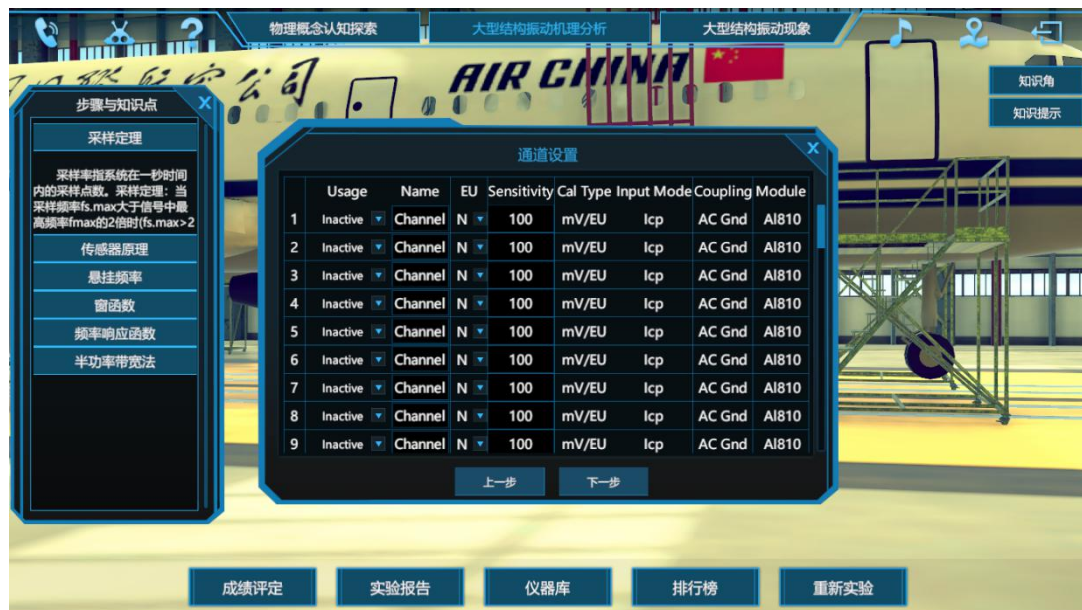 物理概念认知探索
大型结构振动机理分析
大型结构振动现象
公司
AIR CHINA
知识角
知识提示
步骤与知识点
X
采样定理
采样率指系统在一秒时间
内的采样点数。采样定理：当
采样频率fs.max大于信号中最
高频率fmax的2倍时(fs.max>2
传感器原理
悬挂频率
窗函数
频率响应函数
半功率带宽法
通道设置
X
Usage Name EU Sensitivity Cal Type Input Mode Coupling Module
1 Inactive Channel N 100 mV/EU Icp AC Gnd Al810
2 Inactive Channel N 100 mV/EU Icp AC Gnd Al810
3 Inactive Channel N 100 mV/EU Icp AC Gnd Al810
4 Inactive Channel N 100 mV/EU Icp AC Gnd Al810
5 Inactive Channel N 100 mV/EU Icp AC Gnd Al810
6 Inactive Channel N 100 mV/EU Icp AC Gnd Al810
7 Inactive Channel N 100 mV/EU Icp AC Gnd Al810
8 Inactive Channel N 100 mV/EU Icp AC Gnd Al810
9 Inactive Channel N 100 mV/EU Icp AC Gnd Al810
上一步
下一步
成绩评定
实验报告
仪器库
排行榜
重新实验